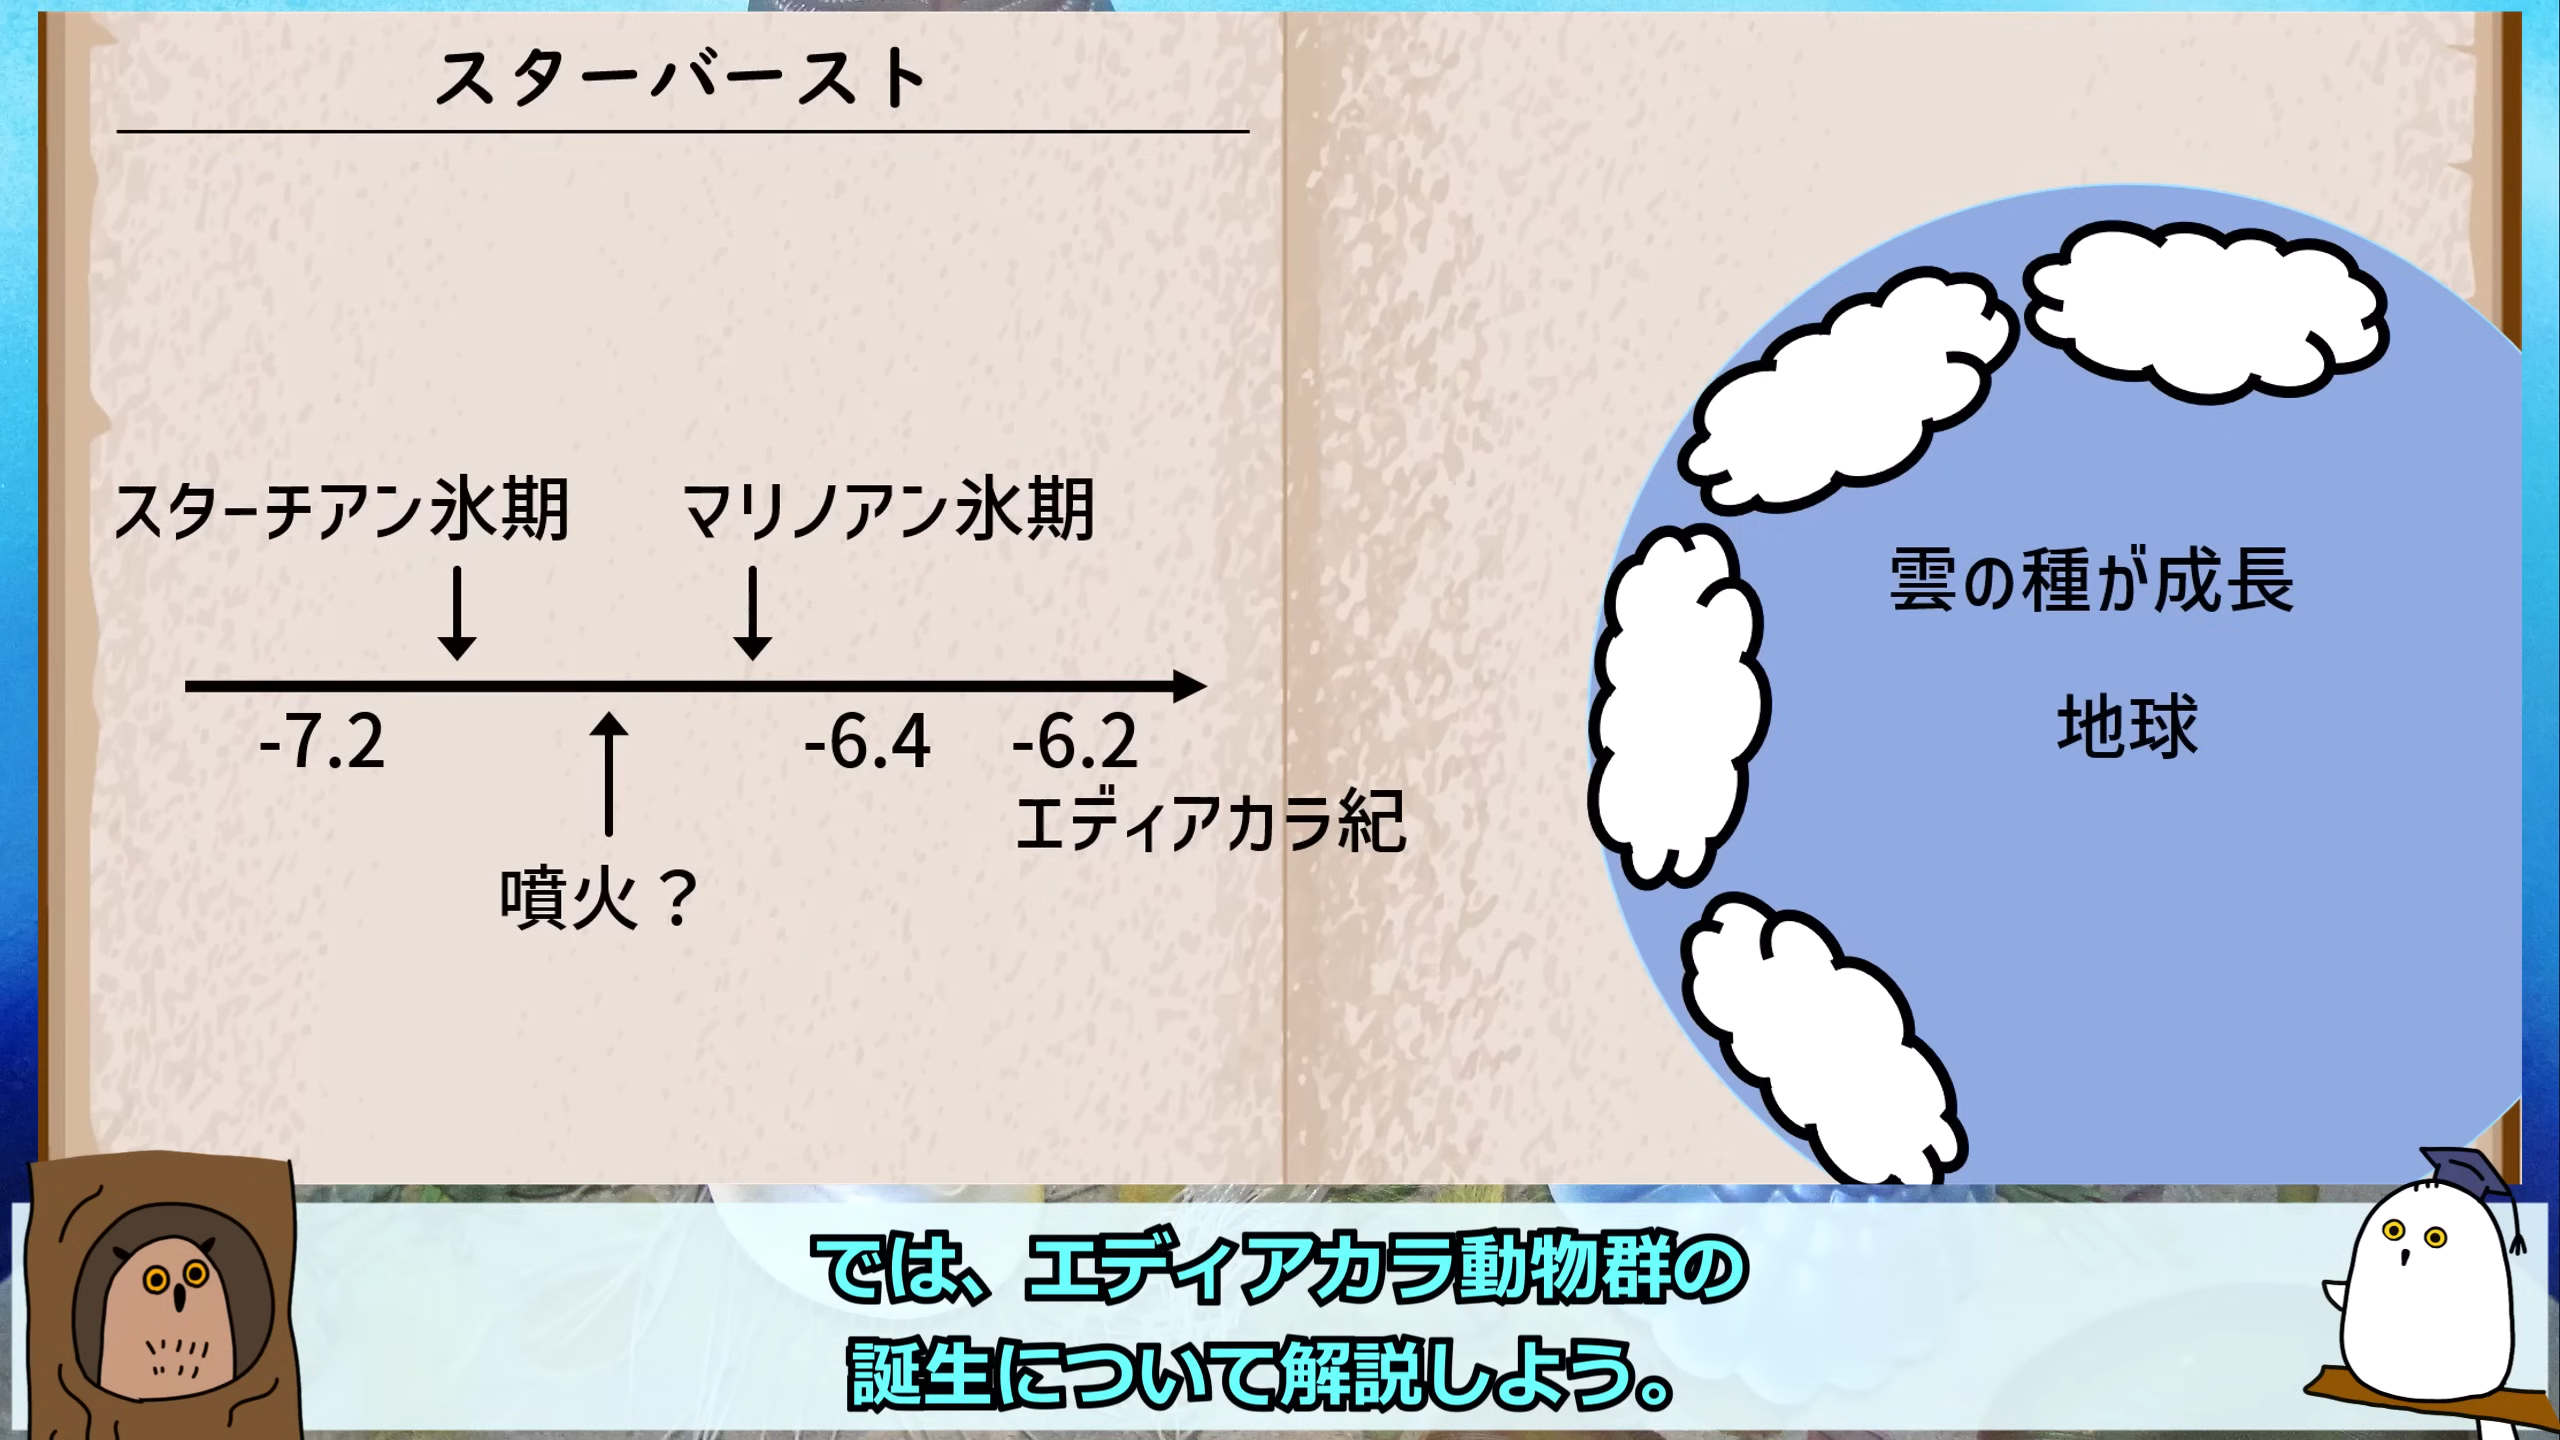 スターバースト
スターチアン氷期
マリノアン氷期
-7.2
-6.4
-6.2
エディアカラ紀
噴火？
雲の種が成長
地球
では、エディアカラ動物群の
誕生について解説しよう。